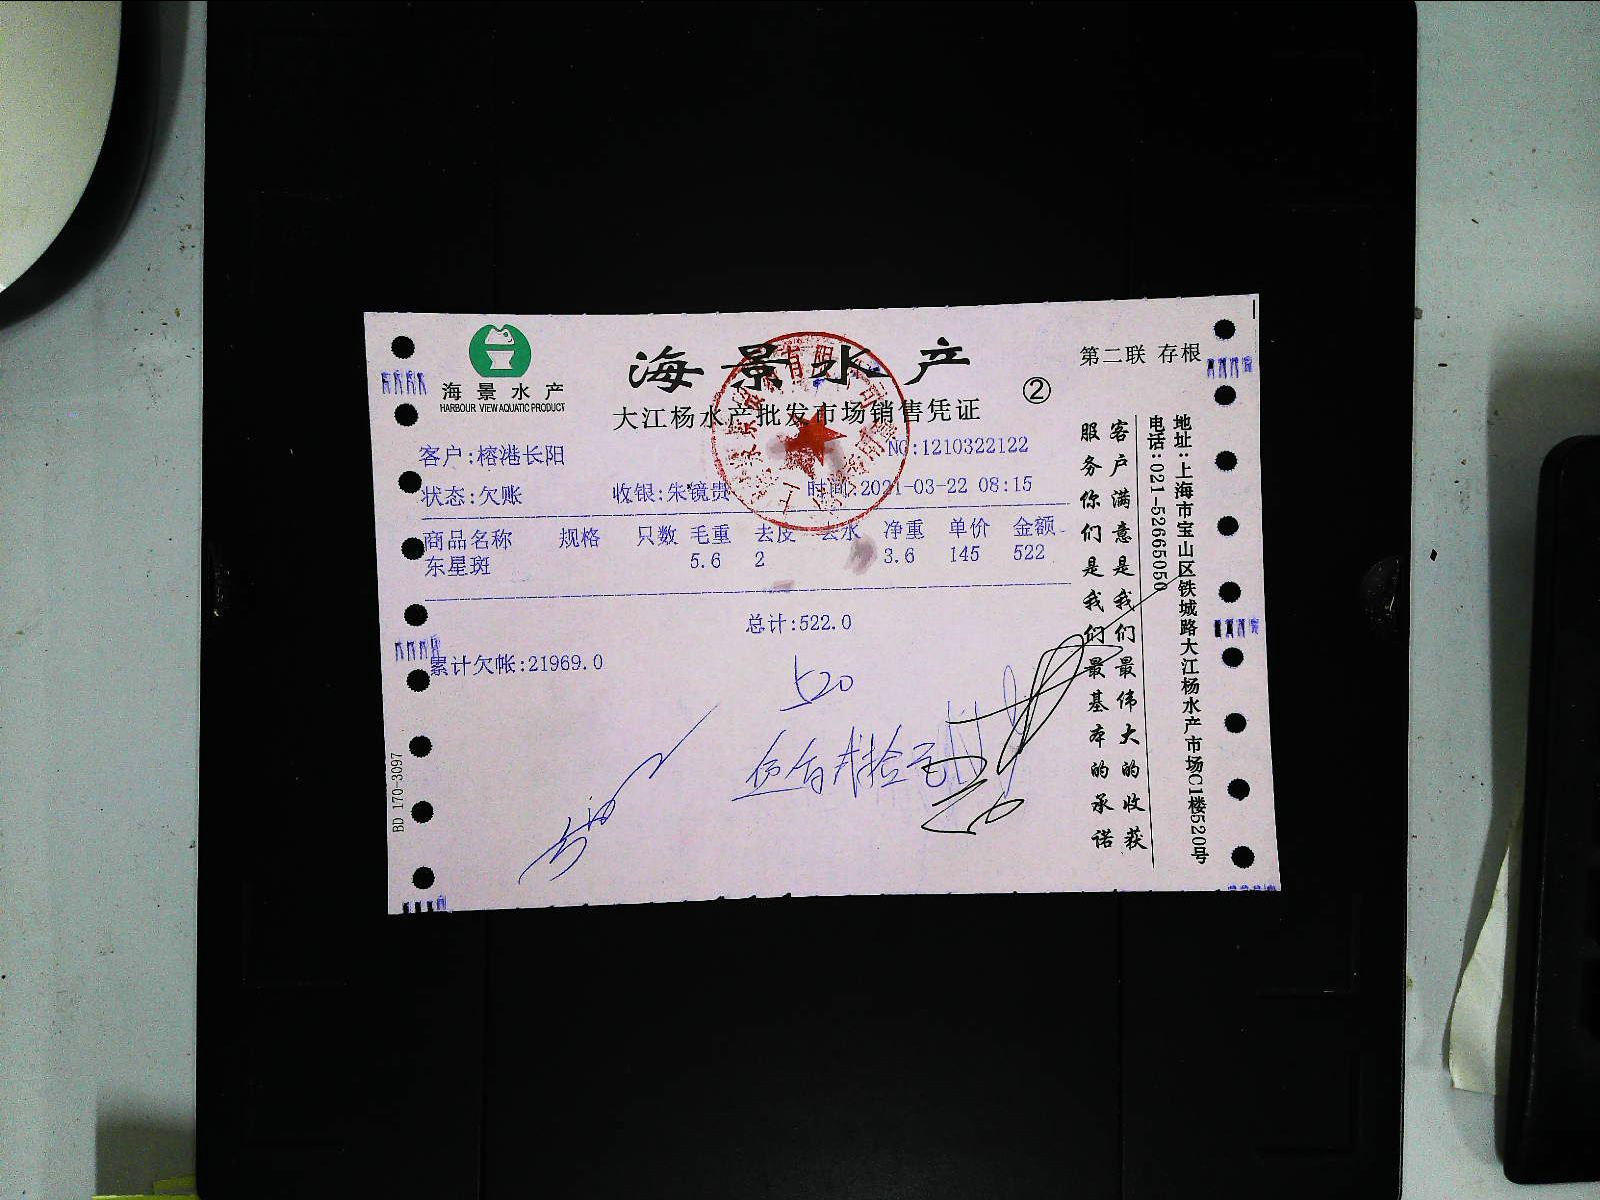 海景水产
HARBOUR VIEW AQUATIC PRODUCT
海景水产
第二联 存根
大江杨水产批发市场销售凭证
②
客户:榕港长阳
NO:1210322122
状态:欠账 收银:朱镜贵 时间:2021-03-22 08:15
商品名称 规格 只数 毛重 去皮 去水 净重 单价 金额
东星斑 5.6 2 3.6 145 522
总计:522.0
累计欠帐:21969.0
520
伍百贰拾元
客户满意是我们最伟大的收获
服务你们是我们最基本的承诺
地址:上海市宝山区铁城路大江杨水产市场C1楼520号
电话:021-52665050
BD 170-3097